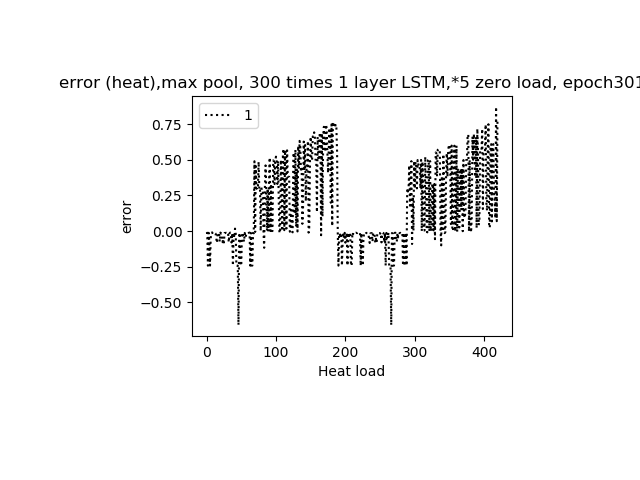 error (heat),max pool, 300 times 1 layer LSTM,*5 zero load, epoch301
1
0.75
0.50
0.25
0.00
−0.25
−0.50
error
0 100 200 300 400
Heat load